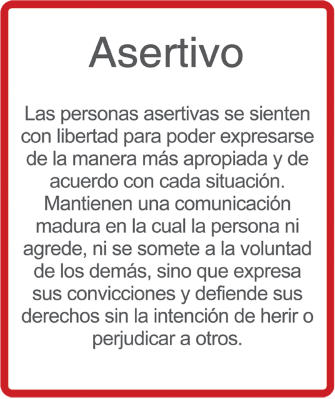 Asertivo
Las personas asertivas se sienten
con libertad para poder expresarse
de la manera más apropiada y de
acuerdo con cada situación.
Mantienen una comunicación
madura en la cual la persona ni
agrede, ni se somete a la voluntad
de los demás, sino que expresa
sus convicciones y defiende sus
derechos sin la intención de herir o
perjudicar a otros.